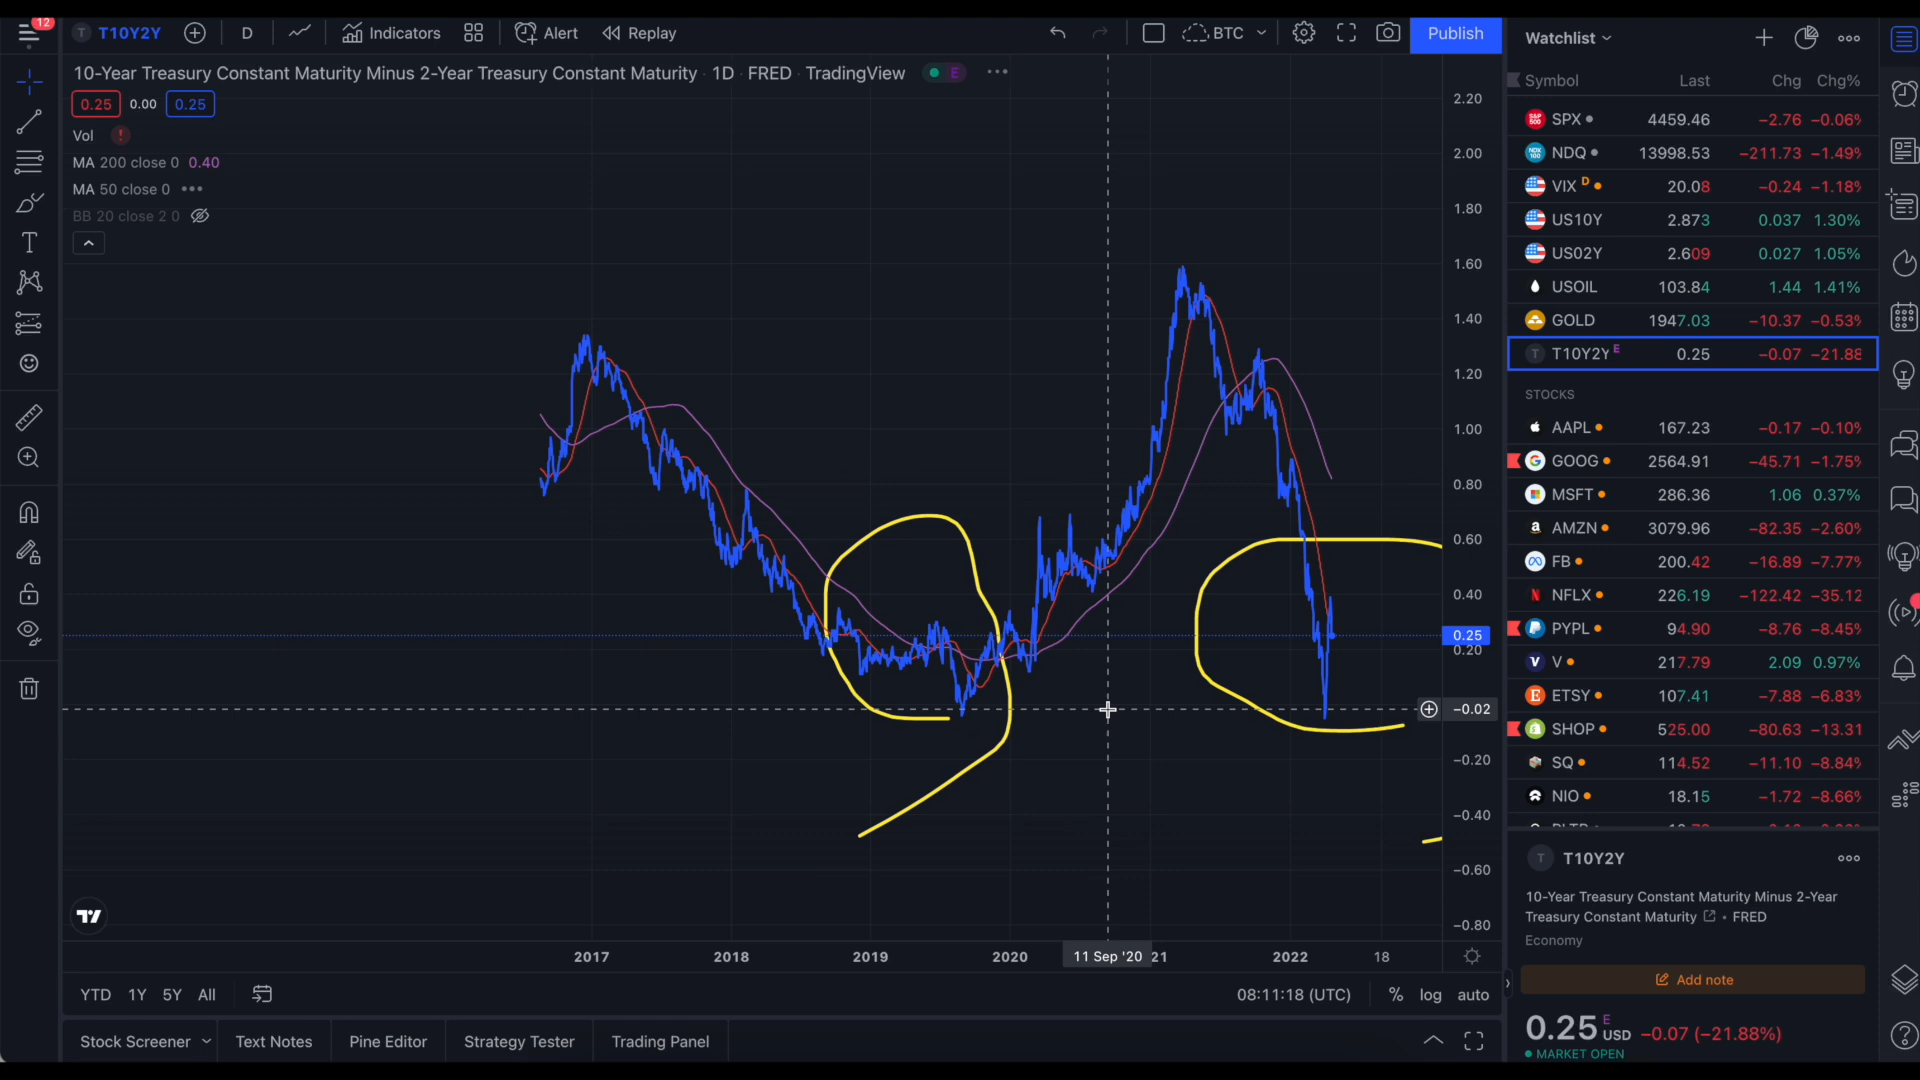 12
T T10Y2Y D Indicators Alert Replay BTC Publish
10-Year Treasury Constant Maturity Minus 2-Year Treasury Constant Maturity · 1D · FRED · TradingView E
0.25 0.00 0.25
Vol !
MA 200 close 0 0.40
MA 50 close 0
BB 20 close 2 0
2.20
2.00
1.80
1.60
1.40
1.20
1.00
0.80
0.60
0.40
0.25
0.20
−0.02
−0.20
−0.40
−0.60
−0.80
2017 2018 2019 2020 11 Sep '20 21 2022 18
YTD 1Y 5Y All 08:11:18 (UTC) % log auto
Stock Screener Text Notes Pine Editor Strategy Tester Trading Panel
Watchlist
Symbol Last Chg Chg%
SPX 4459.46 −2.76 −0.06%
NDQ 13998.53 −211.73 −1.49%
VIX D 20.08 −0.24 −1.18%
US10Y 2.873 0.037 1.30%
US02Y 2.609 0.027 1.05%
USOIL 103.84 1.44 1.41%
GOLD 1947.03 −10.37 −0.53%
T T10Y2Y E 0.25 −0.07 −21.88
STOCKS
AAPL 167.23 −0.17 −0.10%
GOOG 2564.91 −45.71 −1.75%
MSFT 286.36 1.06 0.37%
AMZN 3079.96 −82.35 −2.60%
FB 200.42 −16.89 −7.77%
NFLX 226.19 −122.42 −35.12
PYPL 94.90 −8.76 −8.45%
V 217.79 2.09 0.97%
ETSY 107.41 −7.88 −6.83%
SHOP 525.00 −80.63 −13.31
SQ 114.52 −11.10 −8.84%
NIO 18.15 −1.72 −8.66%
T T10Y2Y
10-Year Treasury Constant Maturity Minus 2-Year
Treasury Constant Maturity • FRED
Economy
Add note
0.25 E USD −0.07 (−21.88%)
MARKET OPEN